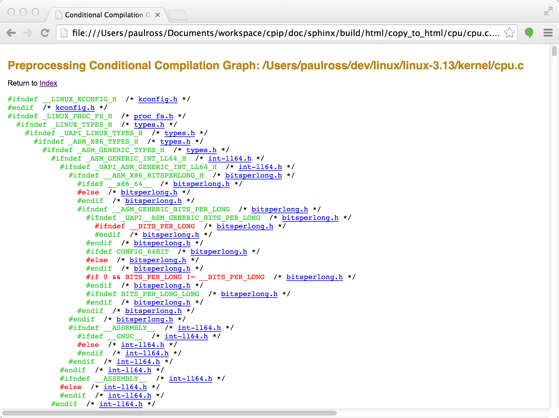 Conditional Compilation G
file:///Users/paulross/Documents/workspace/cpip/doc/sphinx/build/html/copy_to_html/cpu/cpu.c....
Preprocessing Conditional Compilation Graph: /Users/paulross/dev/linux/linux-3.13/kernel/cpu.c
Return to Index
#ifndef __LINUX_KCONFIG_H /* kconfig.h */
#endif /* kconfig.h */
#ifndef _LINUX_PROC_FS_H /* proc_fs.h */
#ifndef _LINUX_TYPES_H /* types.h */
#ifndef _UAPI_LINUX_TYPES_H /* types.h */
#ifndef _ASM_X86_TYPES_H /* types.h */
#ifndef _ASM_GENERIC_TYPES_H /* types.h */
#ifndef _ASM_GENERIC_INT_LL64_H /* int-ll64.h */
#ifndef _UAPI_ASM_GENERIC_INT_LL64_H /* int-ll64.h */
#ifndef __ASM_X86_BITSPERLONG_H /* bitsperlong.h */
#ifdef __x86_64__ /* bitsperlong.h */
#else /* bitsperlong.h */
#endif /* bitsperlong.h */
#ifndef __ASM_GENERIC_BITS_PER_LONG /* bitsperlong.h */
#ifndef _UAPI__ASM_GENERIC_BITS_PER_LONG /* bitsperlong.h */
#ifndef __BITS_PER_LONG /* bitsperlong.h */
#endif /* bitsperlong.h */
#endif /* bitsperlong.h */
#ifdef CONFIG_64BIT /* bitsperlong.h */
#else /* bitsperlong.h */
#endif /* bitsperlong.h */
#if 0 && BITS_PER_LONG != __BITS_PER_LONG /* bitsperlong.h */
#endif /* bitsperlong.h */
#ifndef BITS_PER_LONG_LONG /* bitsperlong.h */
#endif /* bitsperlong.h */
#endif /* bitsperlong.h */
#endif /* bitsperlong.h */
#ifndef __ASSEMBLY__ /* int-ll64.h */
#ifdef __GNUC__ /* int-ll64.h */
#else /* int-ll64.h */
#endif /* int-ll64.h */
#endif /* int-ll64.h */
#endif /* int-ll64.h */
#ifndef __ASSEMBLY__ /* int-ll64.h */
#else /* int-ll64.h */
#endif /* int-ll64.h */
#endif /* int-ll64.h */